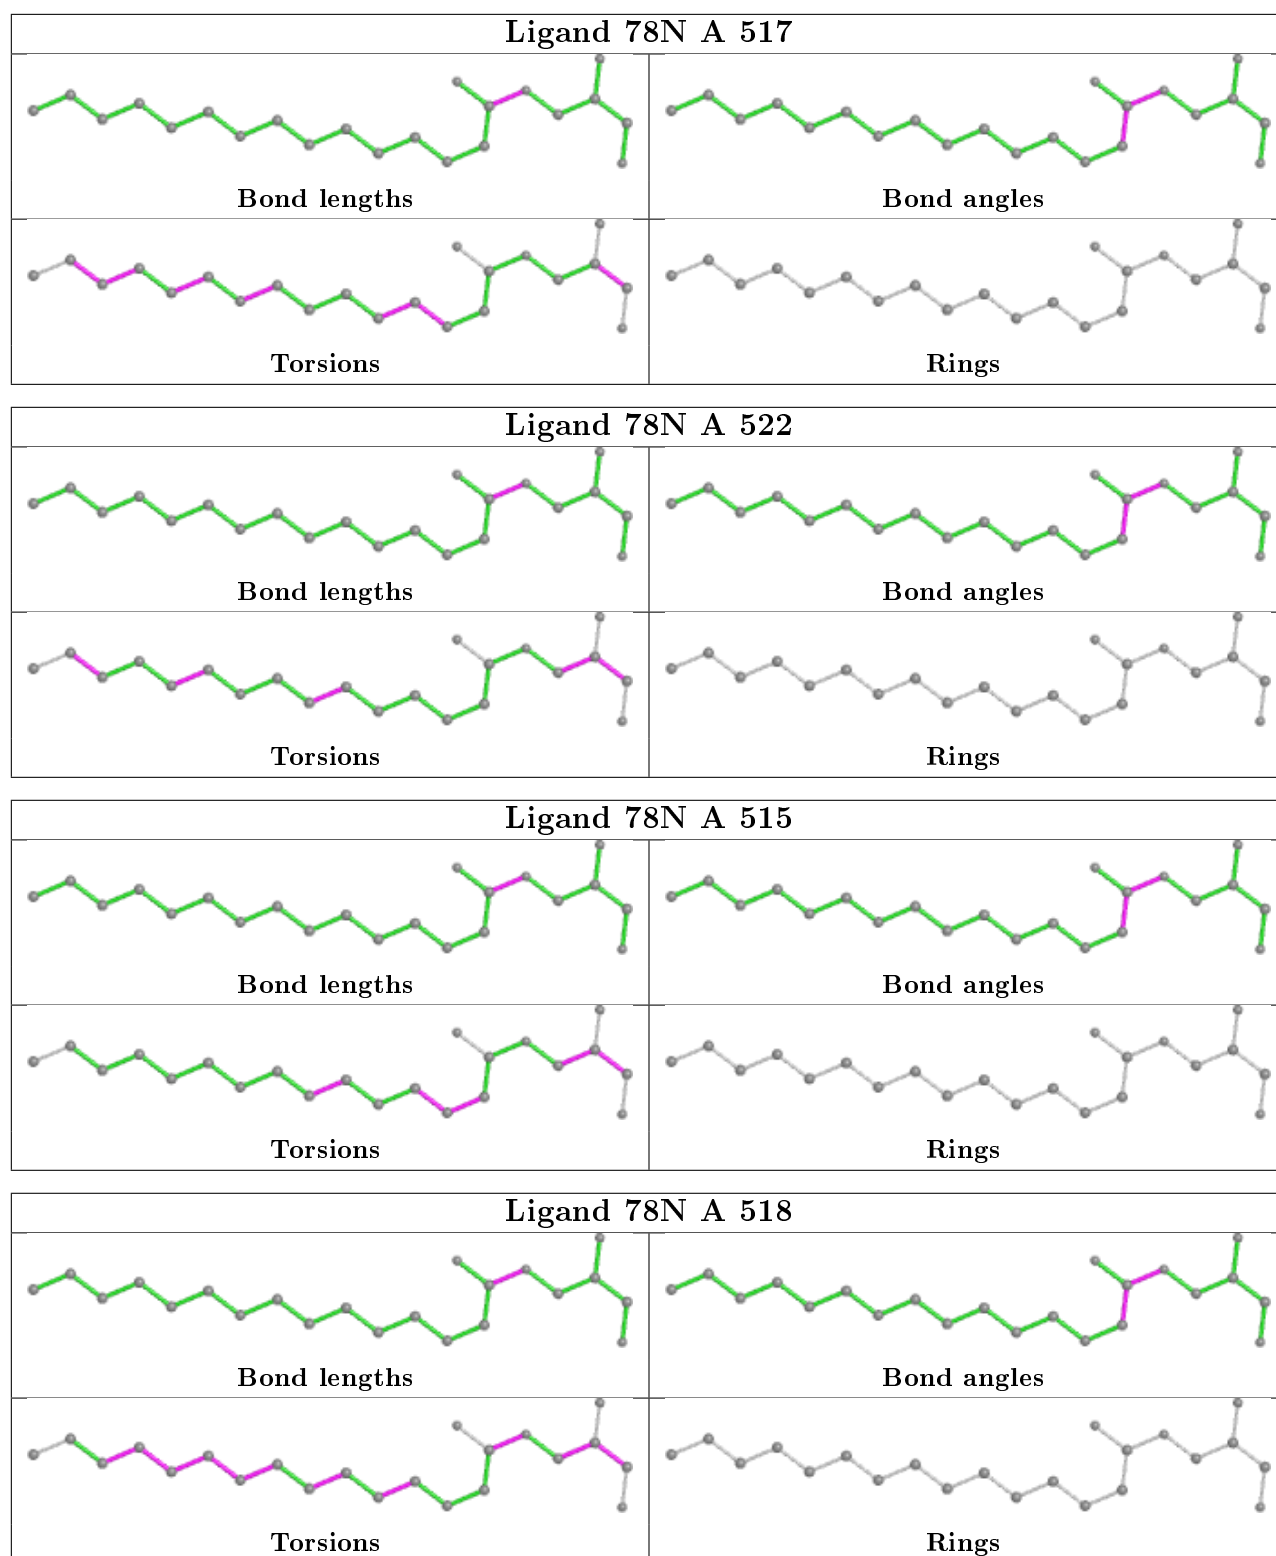 Ligand 78N A 517
Bond lengths
Bond angles
Torsions
Rings
Ligand 78N A 522
Bond lengths
Bond angles
Torsions
Rings
Ligand 78N A 515
Bond lengths
Bond angles
Torsions
Rings
Ligand 78N A 518
Bond lengths
Bond angles
Torsions
Rings